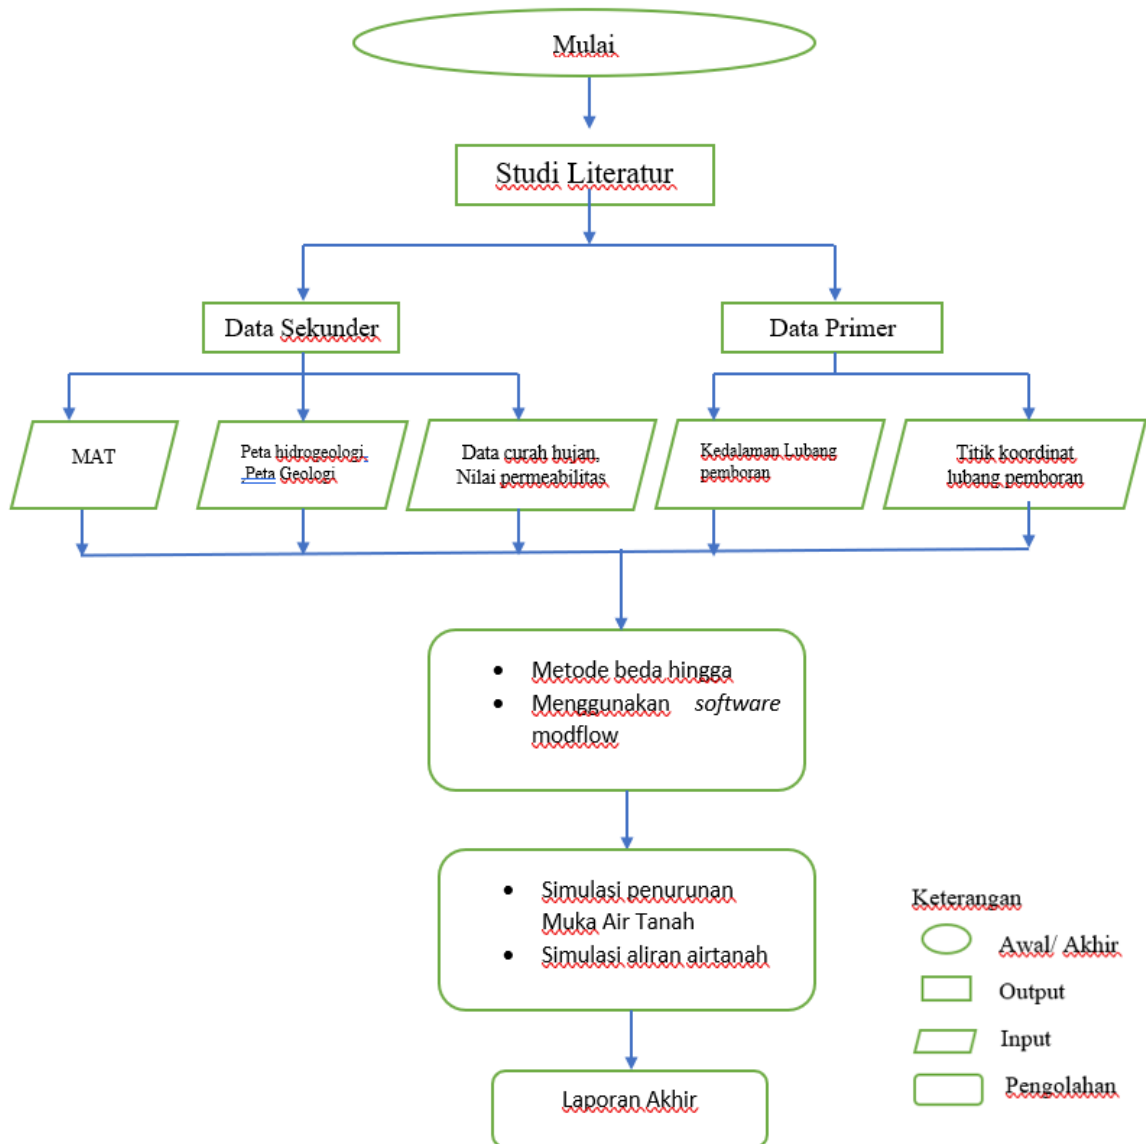 Mulai
Studi Literatur
Data Sekunder
Data Primer
MAT
Peta hidrogeologi,
,Peta Geologi
Data curah hujan,
Nilai permeabilitas
Kedalaman Lubang
pemboran
Titik koordinat
lubang pemboran
• Metode beda hingga
• Menggunakan software
modflow
• Simulasi penurunan
Muka Air Tanah
• Simulasi aliran airtanah
Laporan Akhir
Keterangan
Awal/ Akhir
Output
Input
Pengolahan